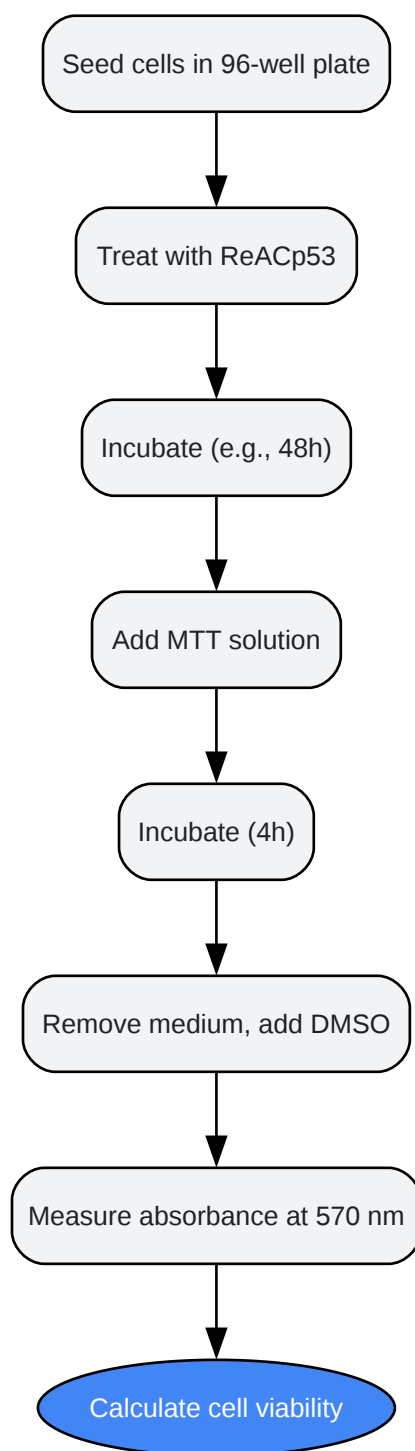 Seed cells in 96-well plate
Treat with ReACp53
Incubate (e.g., 48h)
Add MTT solution
Incubate (4h)
Remove medium, add DMSO
Measure absorbance at 570 nm
Calculate cell viability